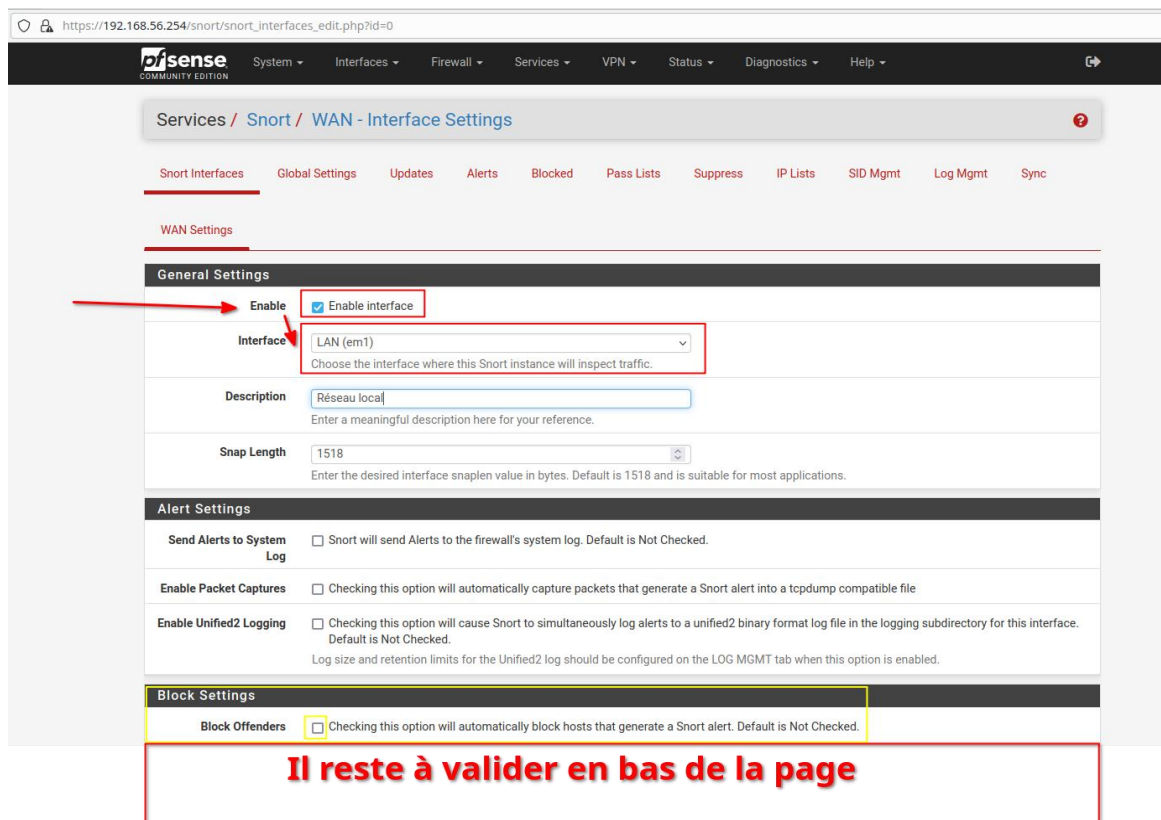 https://192.168.56.254/snort/snort_interfaces_edit.php?id=0
pfsense
COMMUNITY EDITION
System
Interfaces
Firewall
Services
VPN
Status
Diagnostics
Help
Services / Snort / WAN - Interface Settings
Snort Interfaces
Global Settings
Updates
Alerts
Blocked
Pass Lists
Suppress
IP Lists
SID Mgmt
Log Mgmt
Sync
WAN Settings
General Settings
Enable
Enable interface
Interface
LAN (em1)
Choose the interface where this Snort instance will inspect traffic.
Description
Réseau local
Enter a meaningful description here for your reference.
Snap Length
1518
Enter the desired interface snaplen value in bytes. Default is 1518 and is suitable for most applications.
Alert Settings
Send Alerts to System
Log
Snort will send Alerts to the firewall's system log. Default is Not Checked.
Enable Packet Captures
Checking this option will automatically capture packets that generate a Snort alert into a tcpdump compatible file
Enable Unified2 Logging
Checking this option will cause Snort to simultaneously log alerts to a unified2 binary format log file in the logging subdirectory for this interface.
Default is Not Checked.
Log size and retention limits for the Unified2 log should be configured on the LOG MGMT tab when this option is enabled.
Block Settings
Block Offenders
Checking this option will automatically block hosts that generate a Snort alert. Default is Not Checked.
Il reste à valider en bas de la page